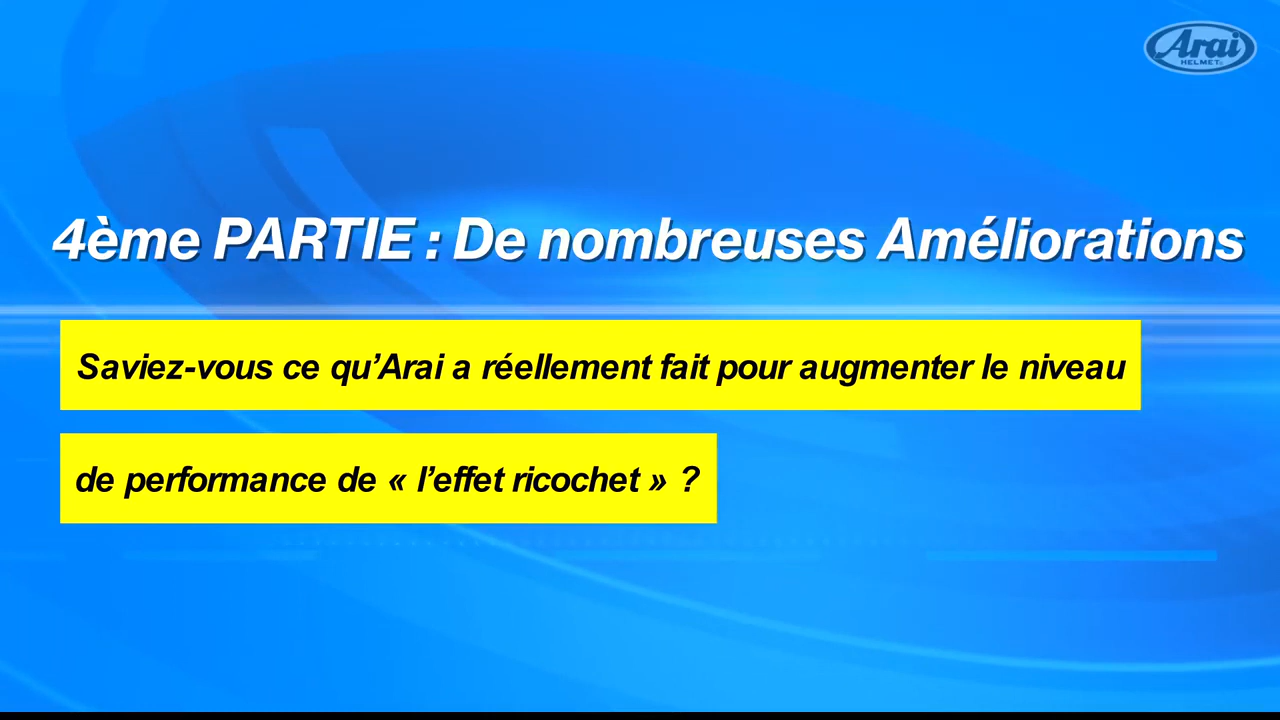 Arai
HELMET
4ème PARTIE : De nombreuses Améliorations
Saviez-vous ce qu’Arai a réellement fait pour augmenter le niveau
de performance de « l’effet ricochet » ?